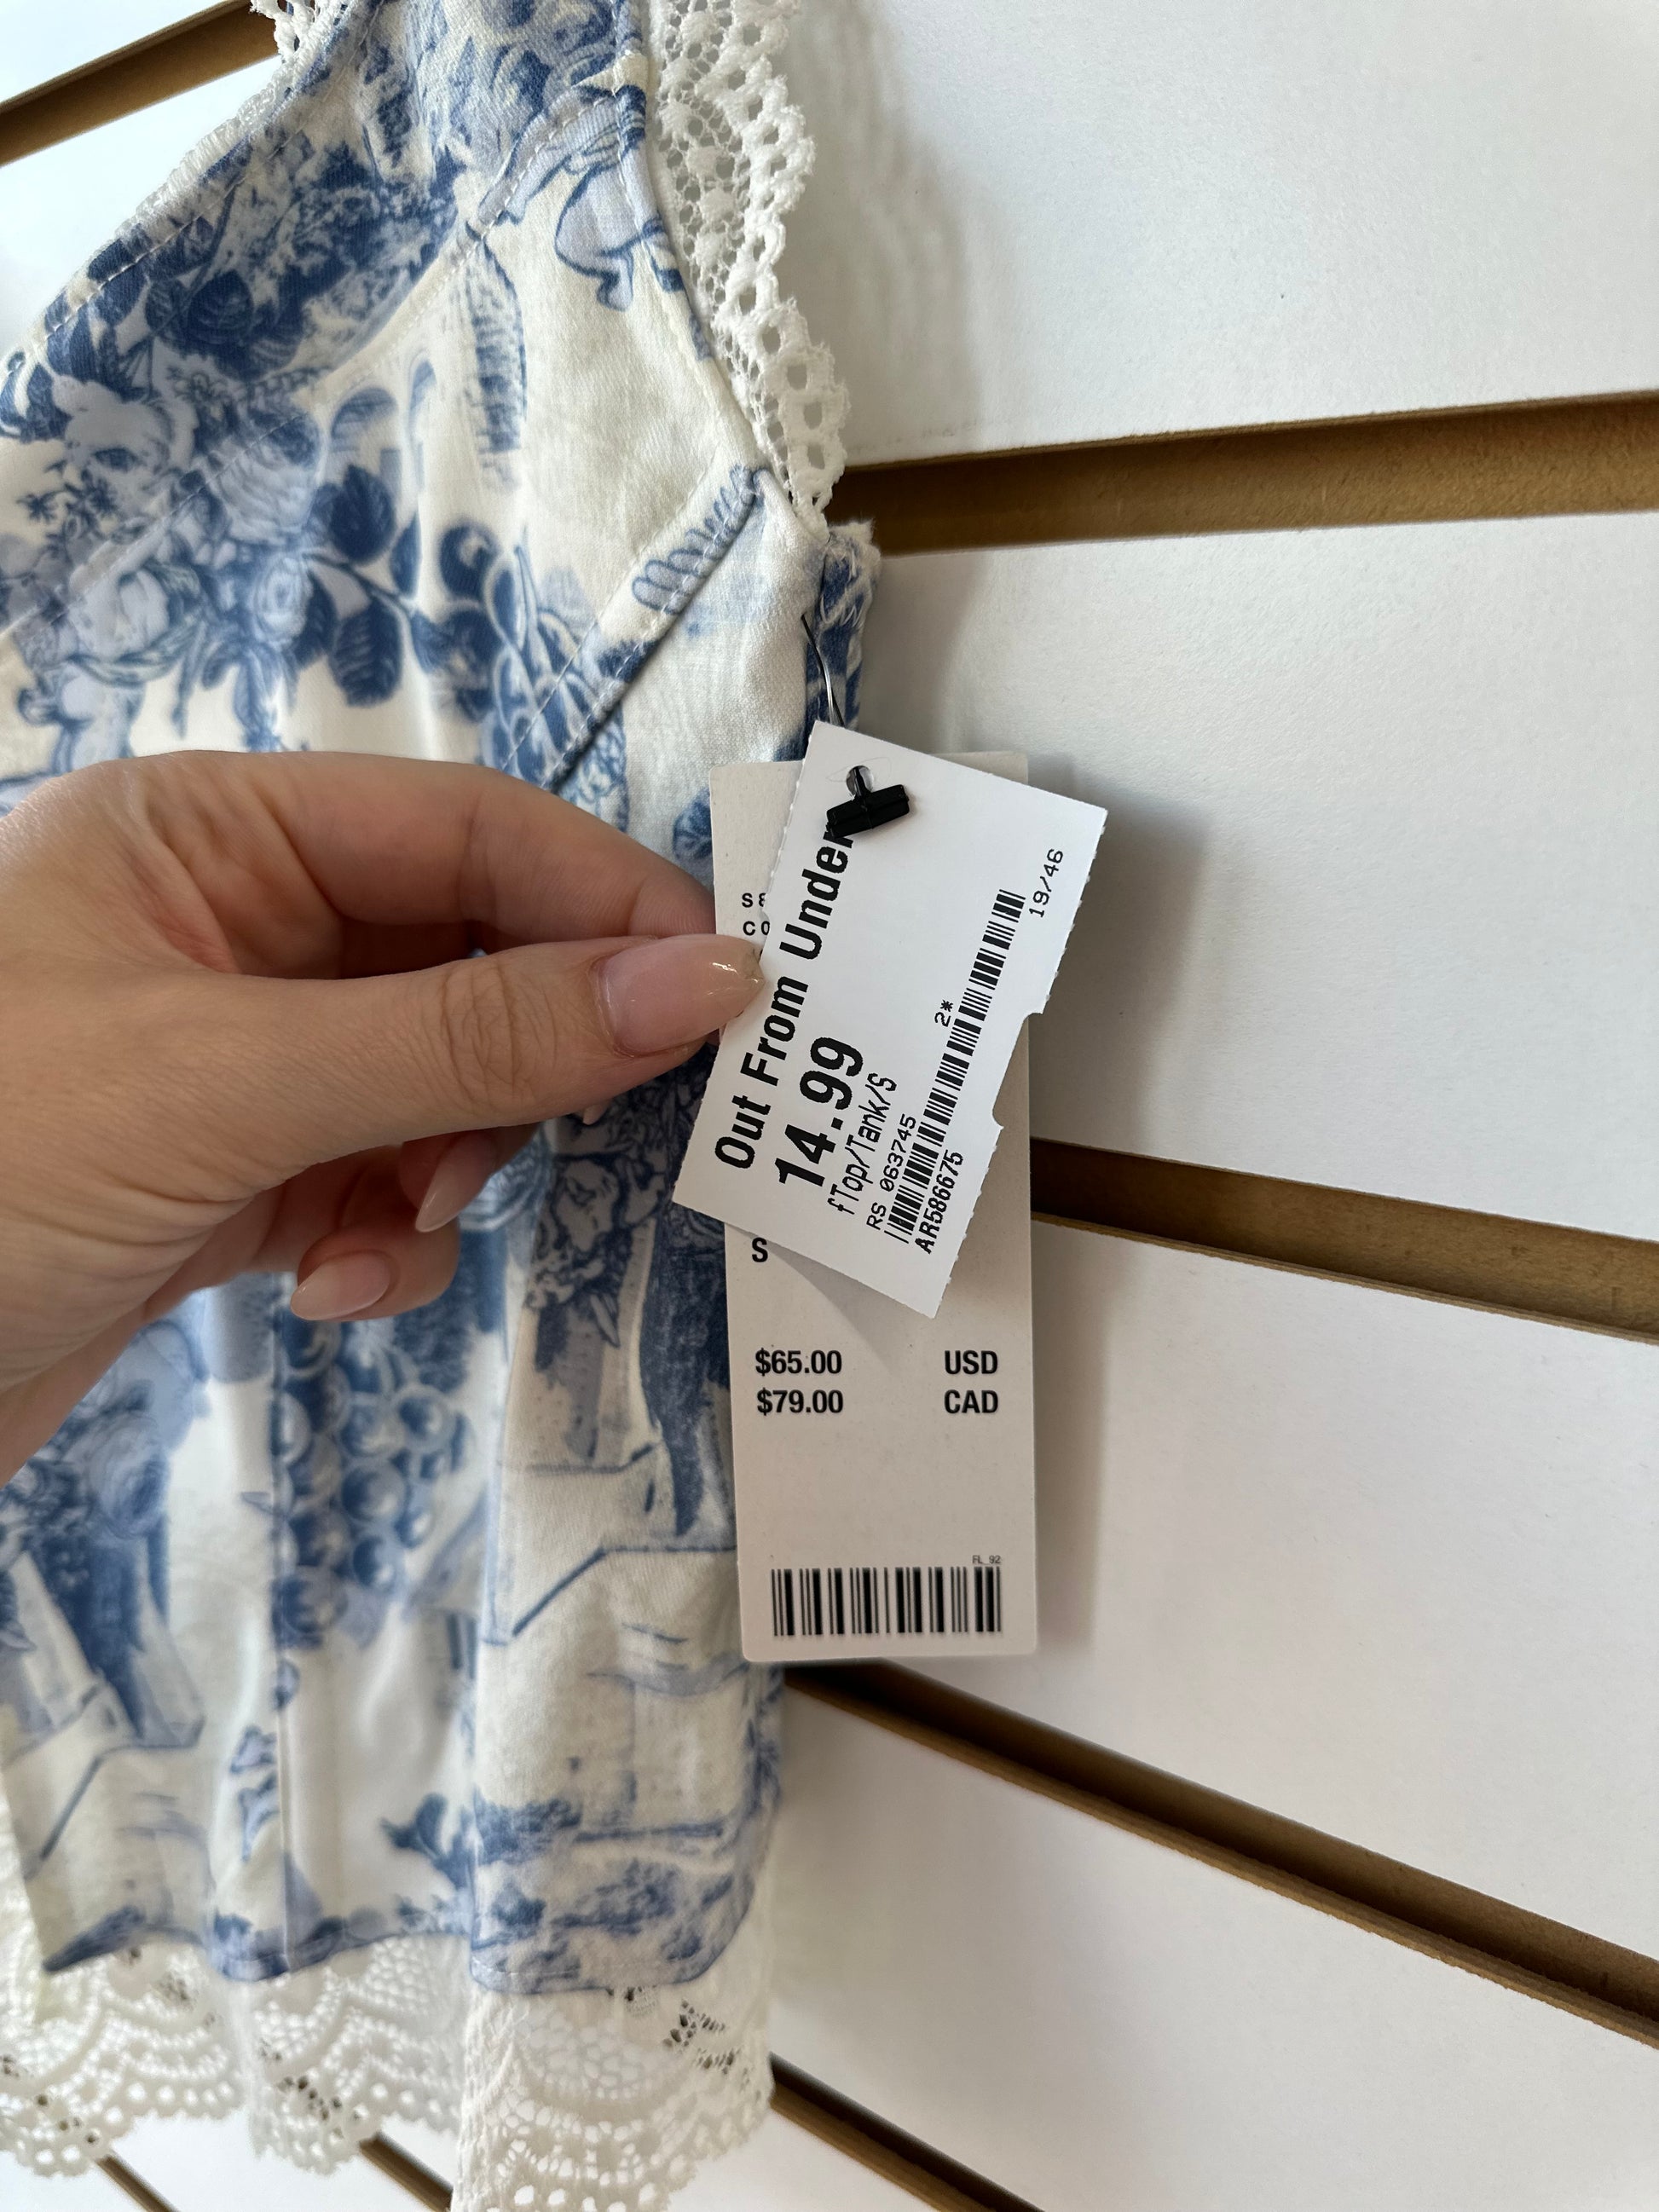 Out From Under
14.99
fTop/Tank/S
RS 063745
2*
AR586675
19/46
S
$65.00 USD
$79.00 CAD
FL_92